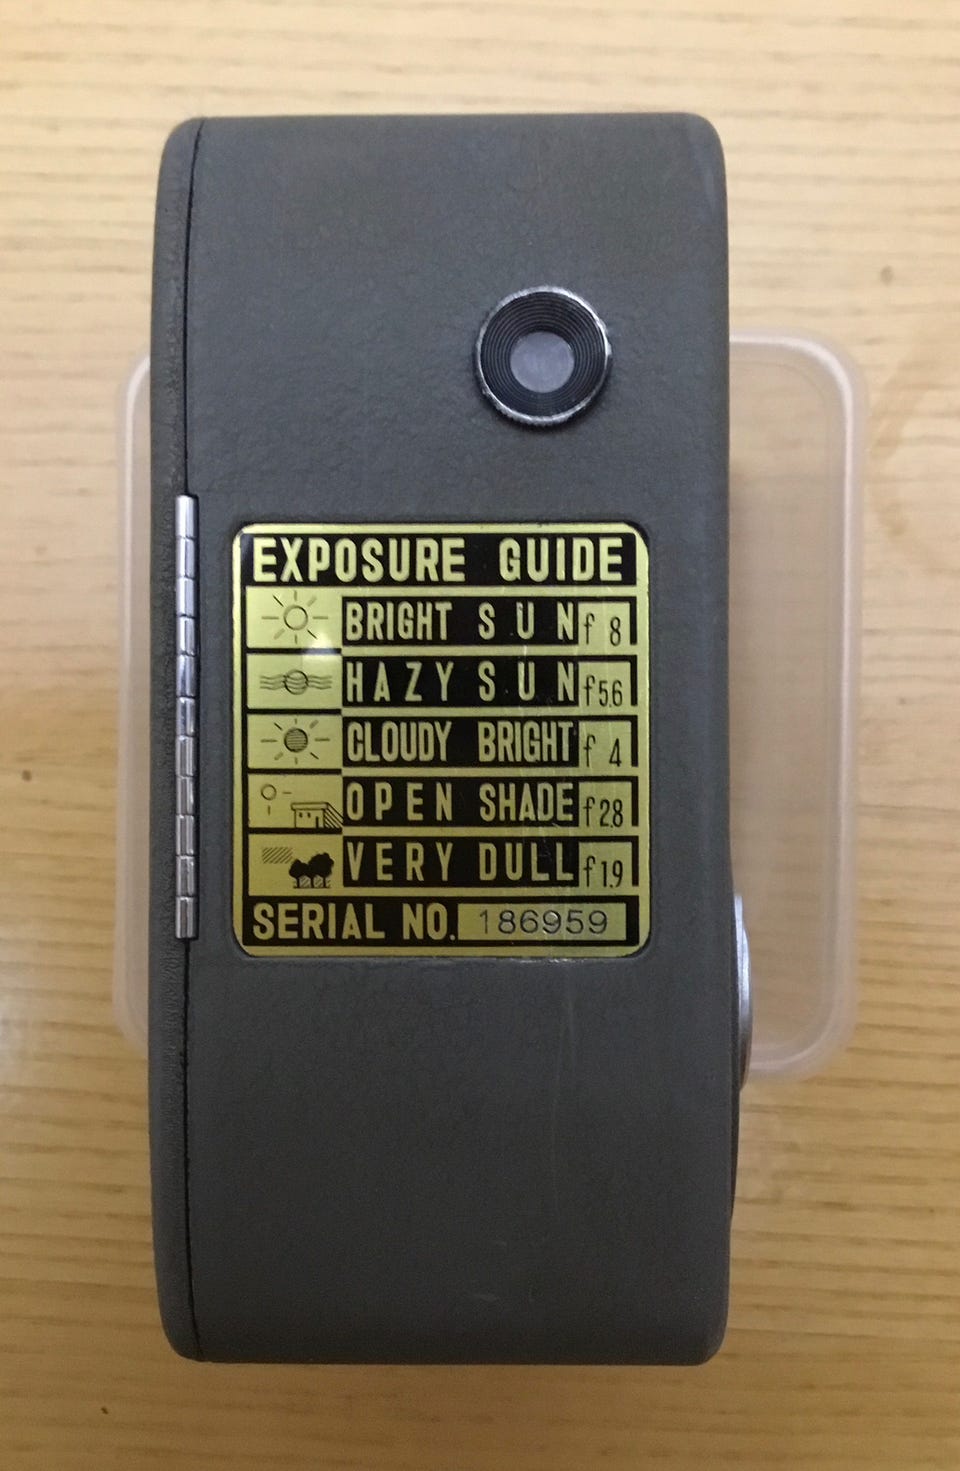 EXPOSURE GUIDE
BRIGHT SUN f 8
HAZY SUN f5.6
CLOUDY BRIGHT f 4
OPEN SHADE f2.8
VERY DULL f1.9
SERIAL NO. 186959